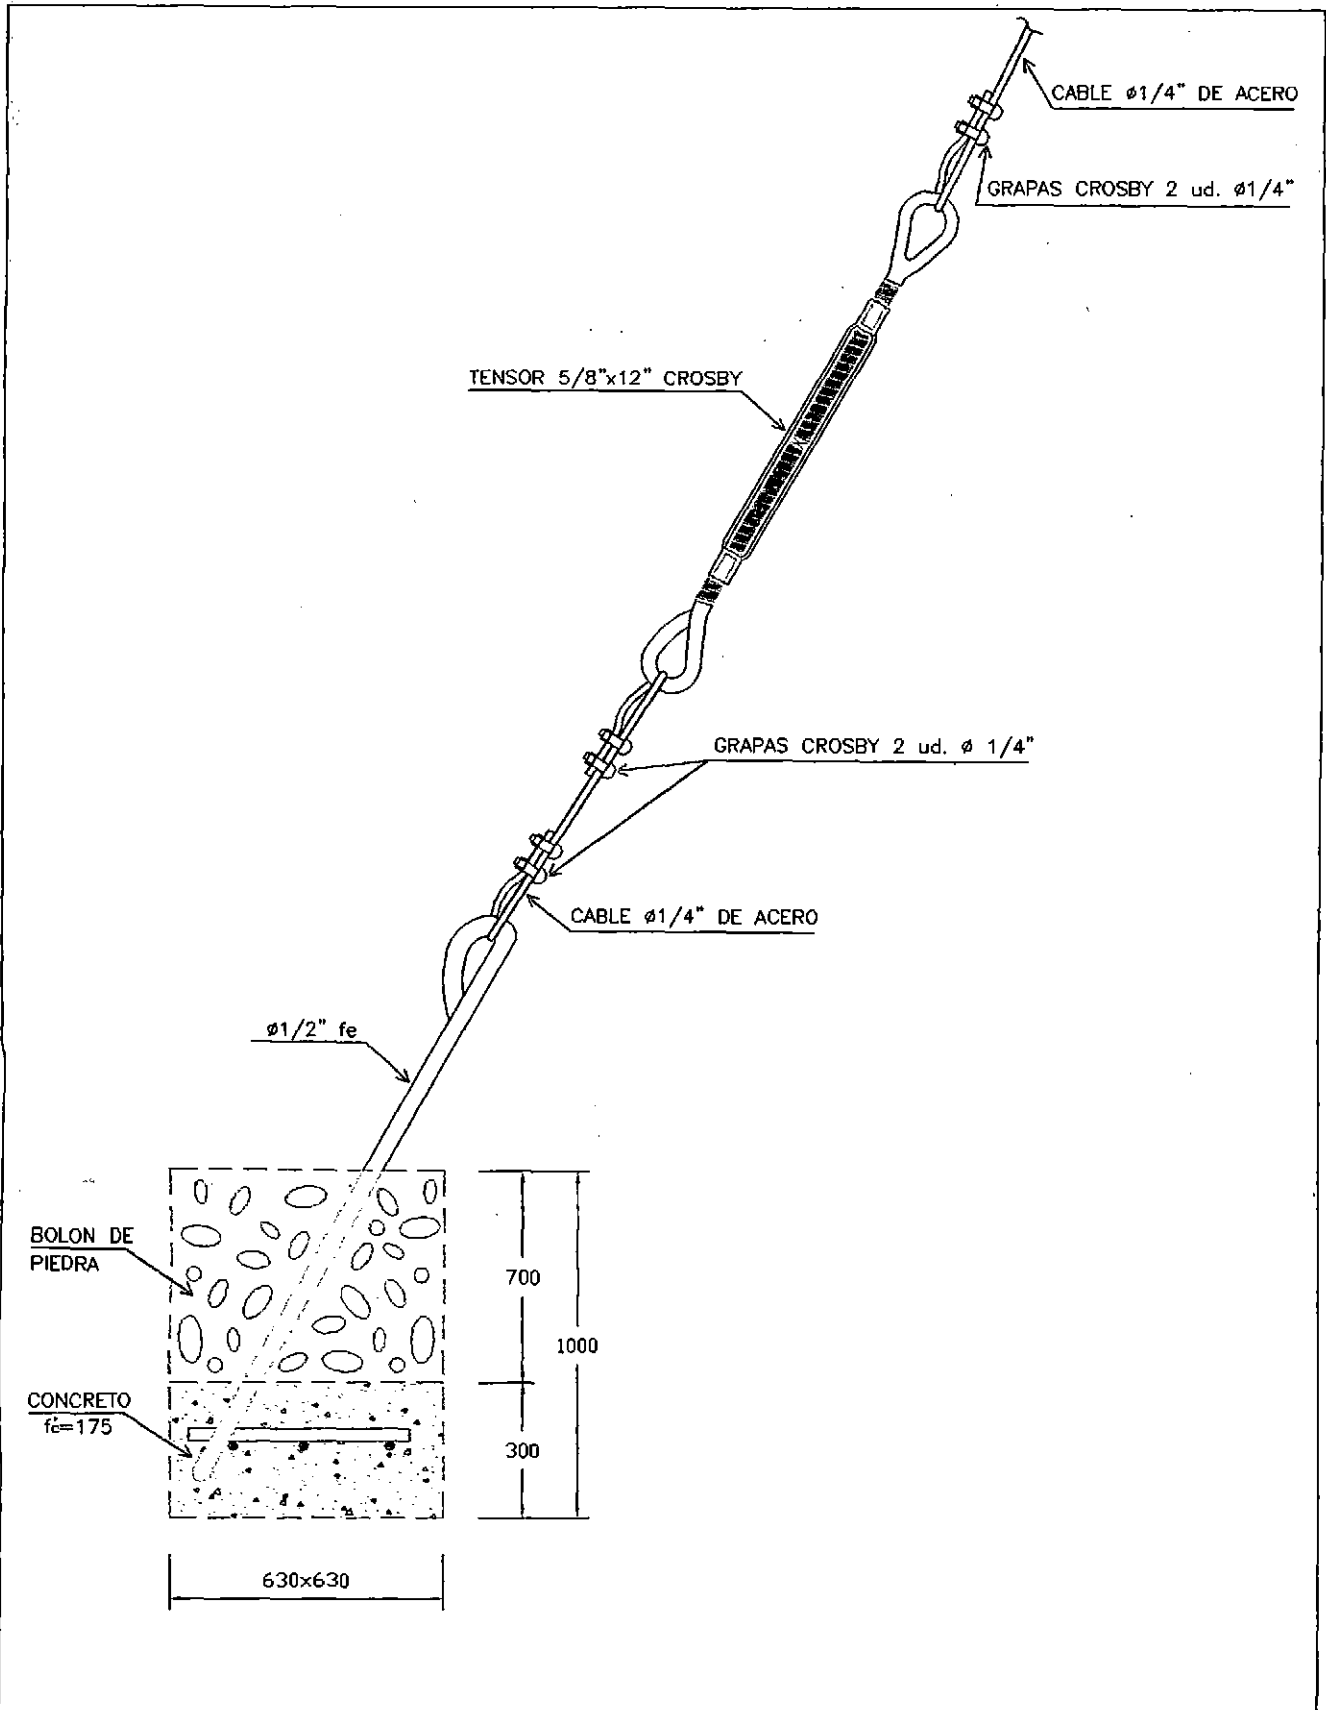 CABLE ø1/4" DE ACERO
GRAPAS CROSBY 2 ud. ø1/4"
TENSOR 5/8"x12" CROSBY
GRAPAS CROSBY 2 ud. ø 1/4"
CABLE ø1/4" DE ACERO
ø1/2" fe
BOLON DE
PIEDRA
700
1000
CONCRETO
f'c=175
300
630x630